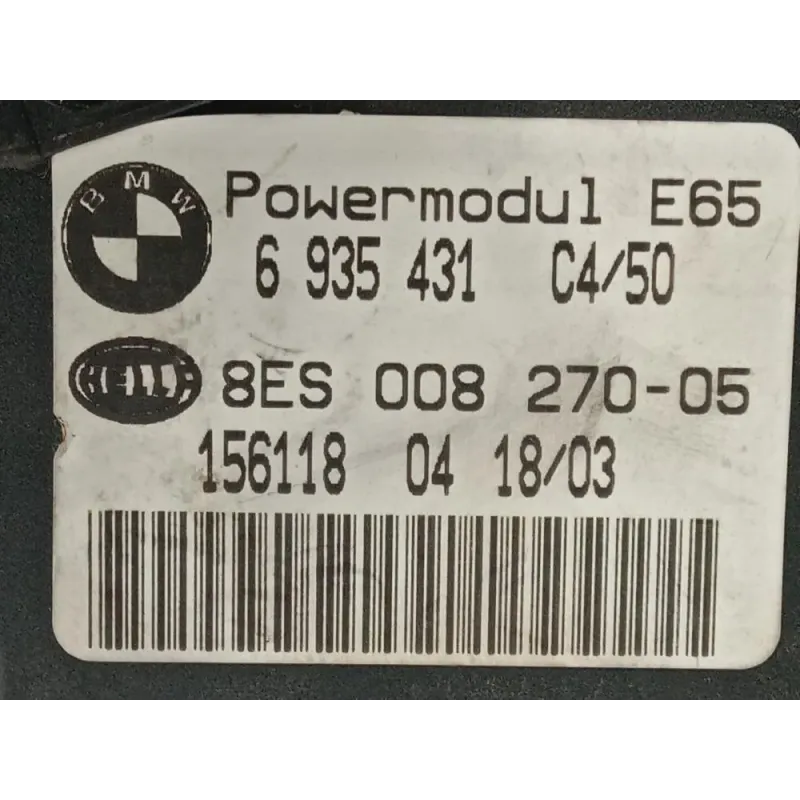 BMW
Powermodul E65
6 935 431 C4/50
HELLA
8ES 008 270-05
156118 04 18/03